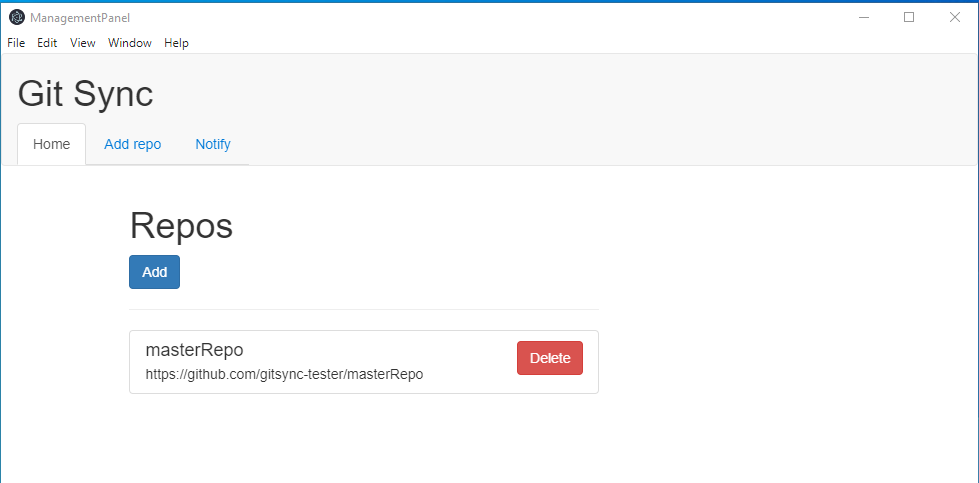 ManagementPanel
File Edit View Window Help
Git Sync
Home Add repo Notify
Repos
Add
masterRepo
Delete
https://github.com/gitsync-tester/masterRepo